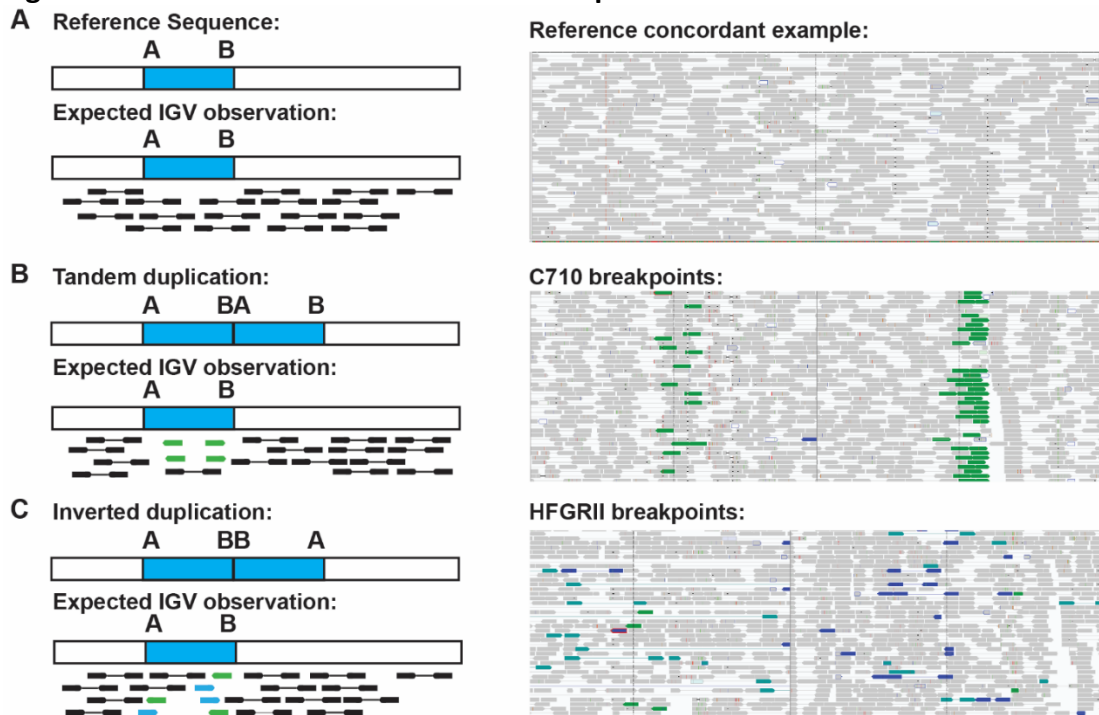 A
Reference Sequence:
A B
Expected IGV observation:
A B
Reference concordant example:
B
Tandem duplication:
A BA B
Expected IGV observation:
A B
C710 breakpoints:
C
Inverted duplication:
A BB A
Expected IGV observation:
A B
HFGRII breakpoints: